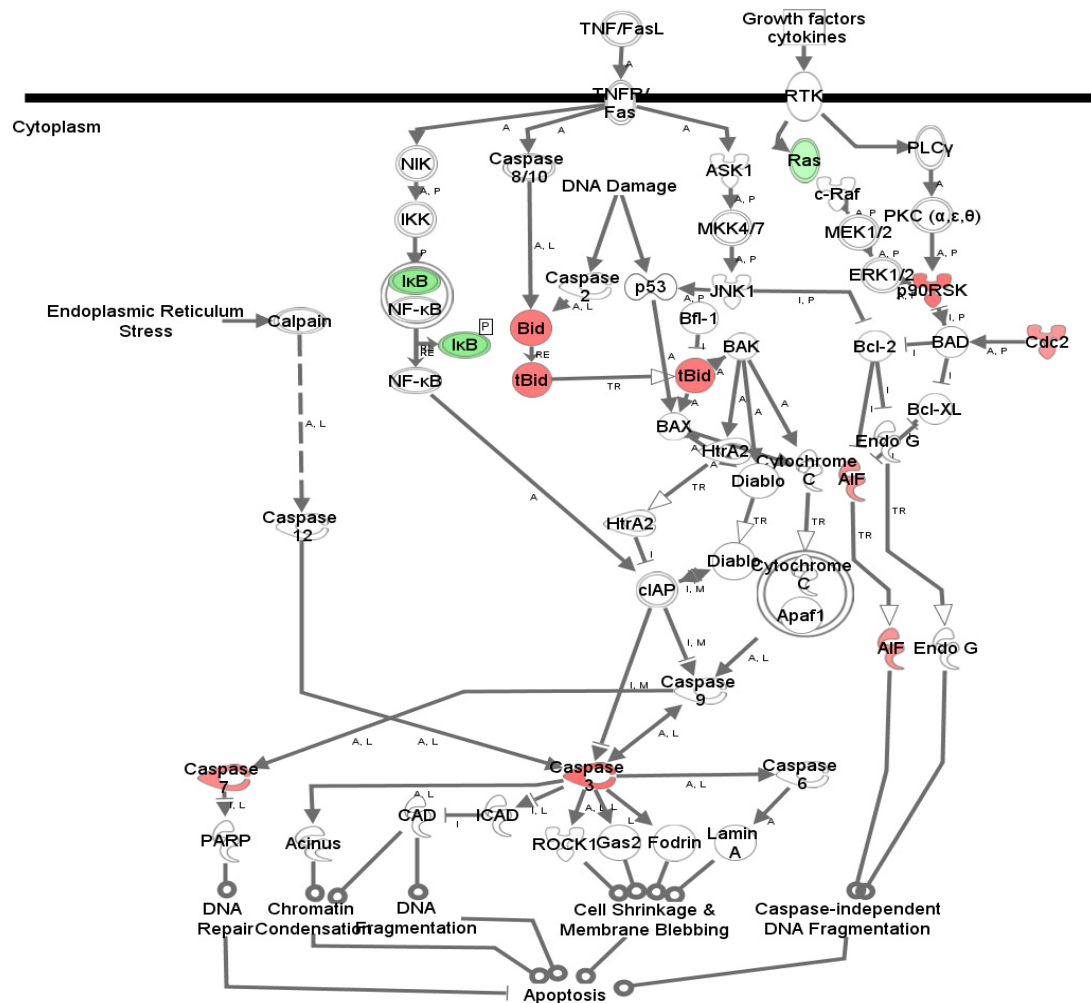 TNF/FasL
Growth factors
cytokines
A
TNFR/
Fas
RTK
Cytoplasm
A
A
A
NIK
Caspase
8/10
ASK1
Ras
PLCγ
A, P
DNA Damage
A, P
c-Raf
A
IKK
MKK4/7
A, P
MEK1/2
PKC (α,ε,θ)
P
A, L
A, P
A, P
A, P
IκB
Caspase
2
p53
JNK1
ERK1/2
p90RSK
NF-κB
A, L
A, P
I, P
A, P
I, P
Endoplasmic Reticulum
Stress
Calpain
P
IκB
Bid
Bfl-1
I
BAK
Bcl-2
I
BAD
A, P
Cdc2
RE
RE
RE
A
A
I
NF-κB
tBid
TR
tBid
I
I
A
A
A
A
A, L
BAX
Bcl-XL
A
HtrA2
Endo G
I
A
Cytochrome
C
AIF
Diablo
A
TR
TR
TR
TR
TR
Caspase
12
HtrA2
I
Diablo
Cytochrome
C
cIAP
I, M
Apaf1
I, M
A, L
AIF
Endo G
I, M
Caspase
9
A, L
A, L
A, L
Caspase
7
Caspase
3
A, L
Caspase
6
I, L
A, L
I, L
A, L
L
L
A
PARP
Acinus
CAD
I
ICAD
ROCK1
Gas2
Fodrin
Lamin
A
DNA
Repair
Chromatin
Condensation
DNA
Fragmentation
Cell Shrinkage &
Membrane Blebbing
Caspase-independent
DNA Fragmentation
Apoptosis